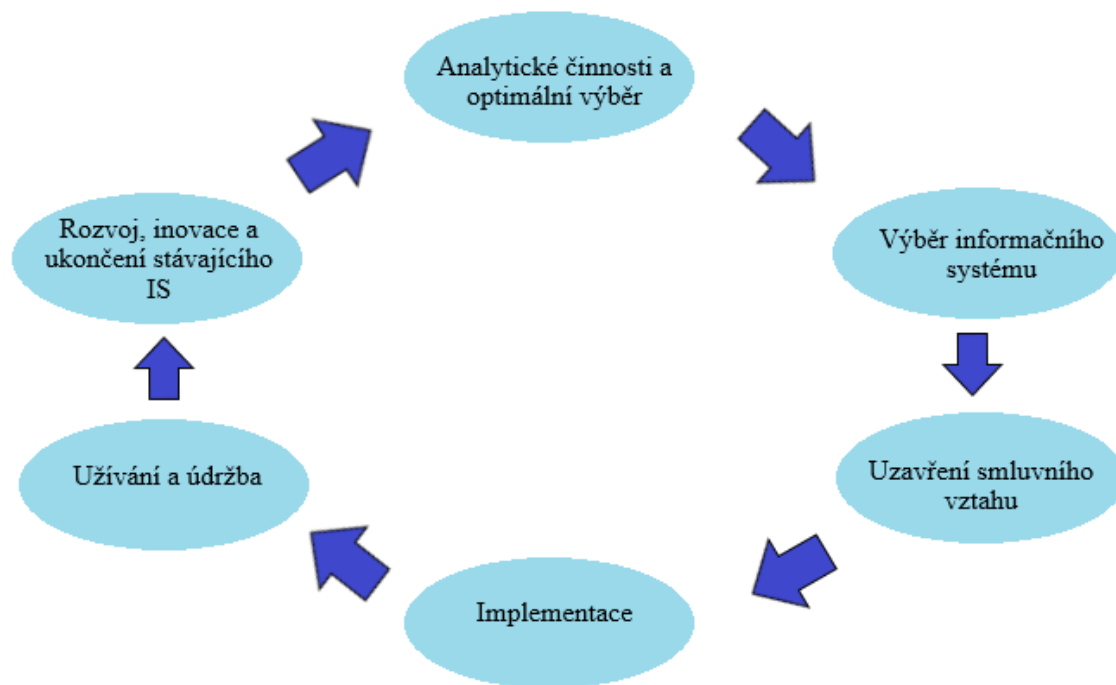 Analytické činnosti a
optimální výběr
Výběr informačního
systému
Uzavření smluvního
vztahu
Implementace
Užívání a údržba
Rozvoj, inovace a
ukončení stávajícího
IS